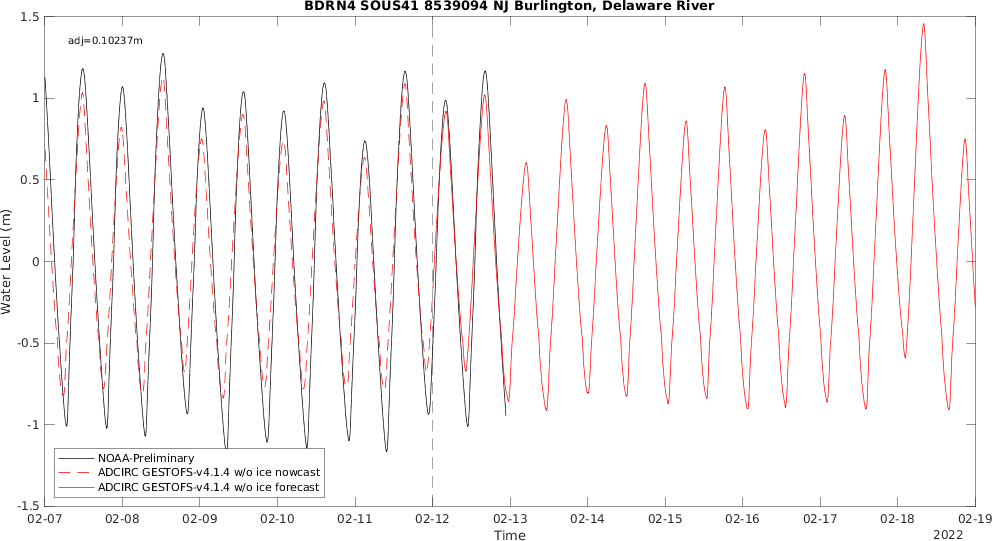 BDRN4 SOUS41 8539094 NJ Burlington, Delaware River
adj=0.10237m
1.5
1
0.5
0
-0.5
-1
-1.5
Water Level (m)
NOAA-Preliminary
ADCIRC GESTOFS-v4.1.4 w/o ice nowcast
ADCIRC GESTOFS-v4.1.4 w/o ice forecast
02-07 02-08 02-09 02-10 02-11 02-12 02-13 02-14 02-15 02-16 02-17 02-18 02-19
Time
2022